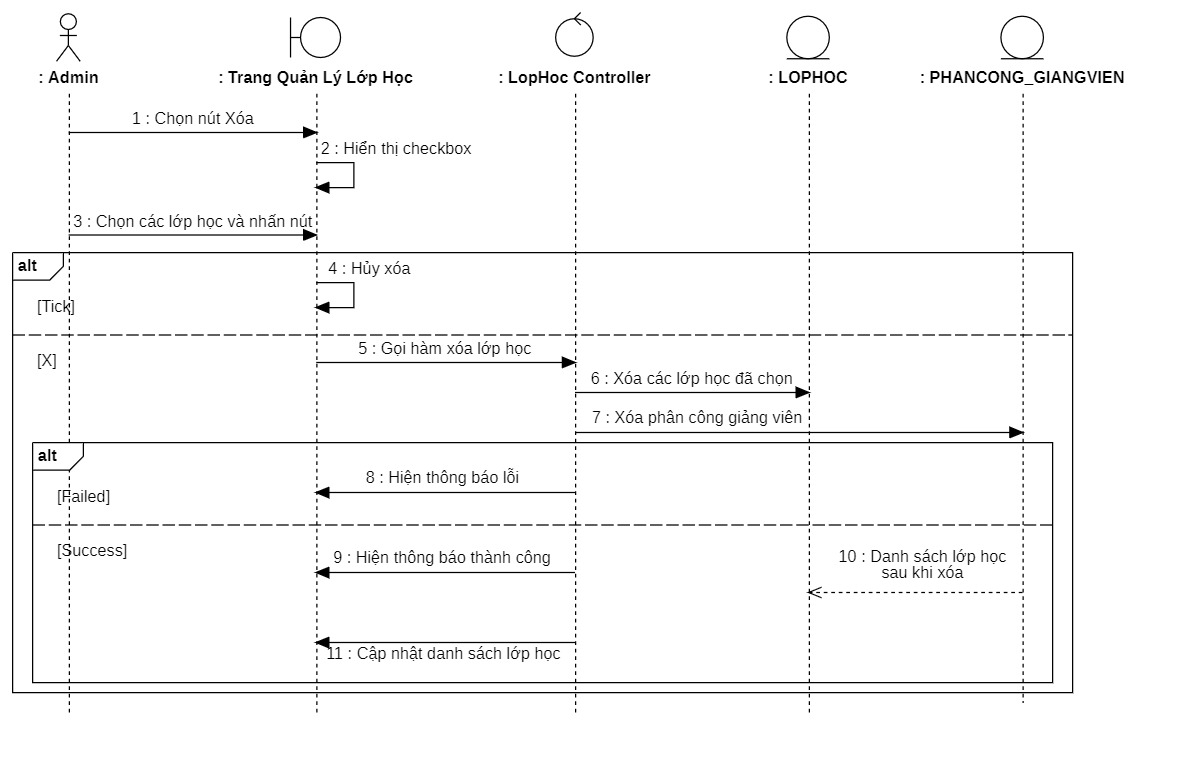 : Admin
: Trang Quản Lý Lớp Học
: LopHoc Controller
: LOPHOC
: PHANCONG_GIANGVIEN
1 : Chọn nút Xóa
2 : Hiển thị checkbox
3 : Chọn các lớp học và nhấn nút
alt
4 : Hủy xóa
[Tick]
5 : Gọi hàm xóa lớp học
[X]
6 : Xóa các lớp học đã chọn
7 : Xóa phân công giảng viên
alt
8 : Hiện thông báo lỗi
[Failed]
[Success]
9 : Hiện thông báo thành công
10 : Danh sách lớp học
sau khi xóa
11 : Cập nhật danh sách lớp học